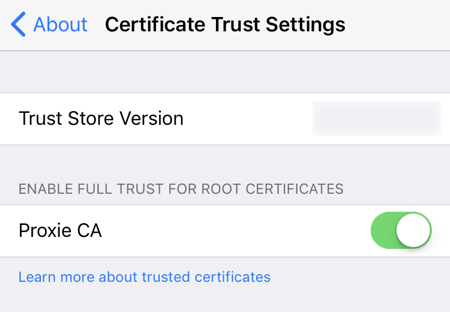 About Certificate Trust Settings
Trust Store Version
ENABLE FULL TRUST FOR ROOT CERTIFICATES
Proxie CA
Learn more about trusted certificates